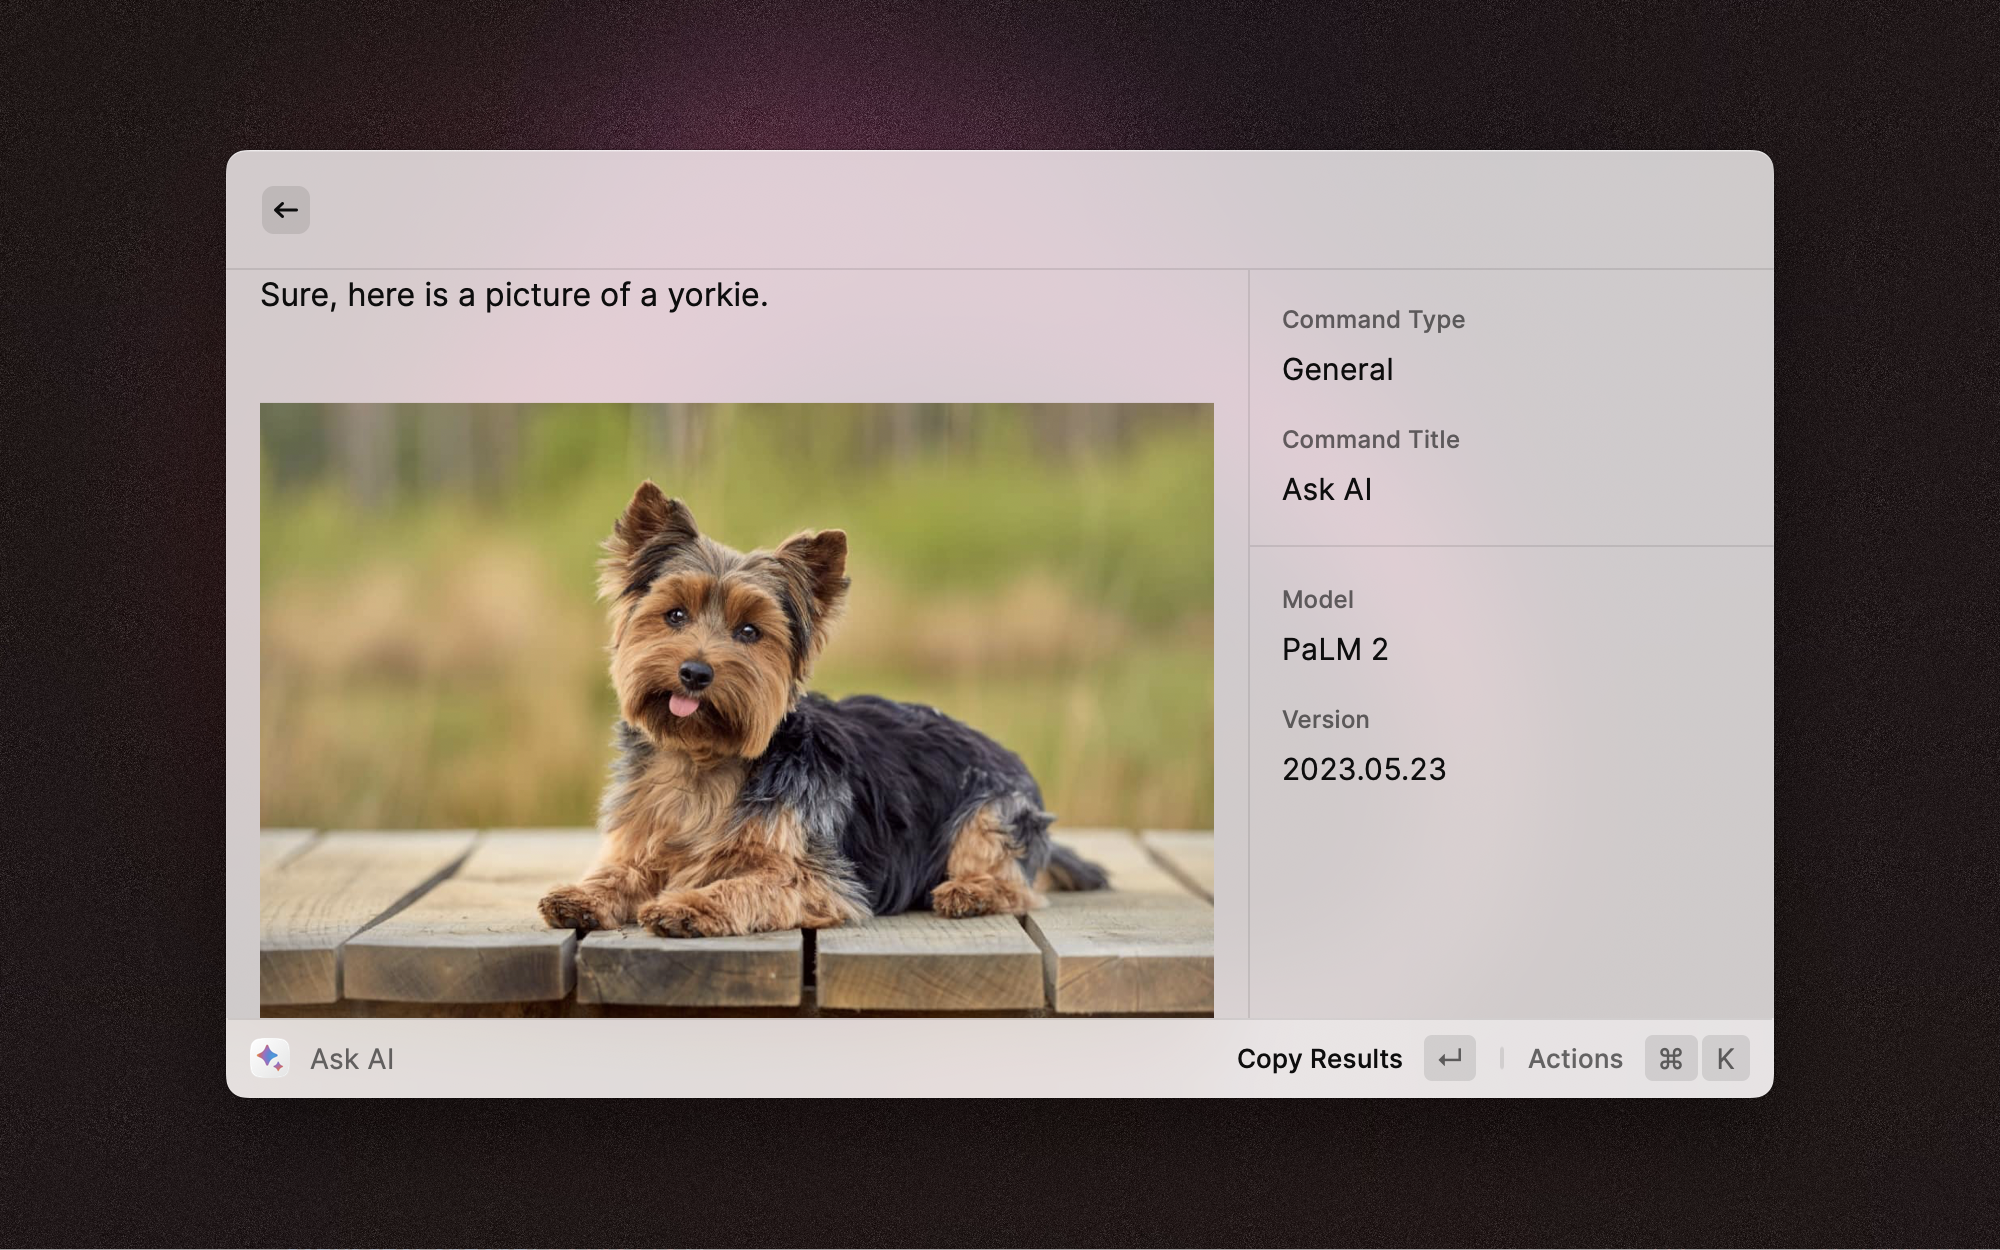 Sure, here is a picture of a yorkie.
Command Type
General
Command Title
Ask AI
Model
PaLM 2
Version
2023.05.23
Ask AI
Copy Results
Actions
⌘ K